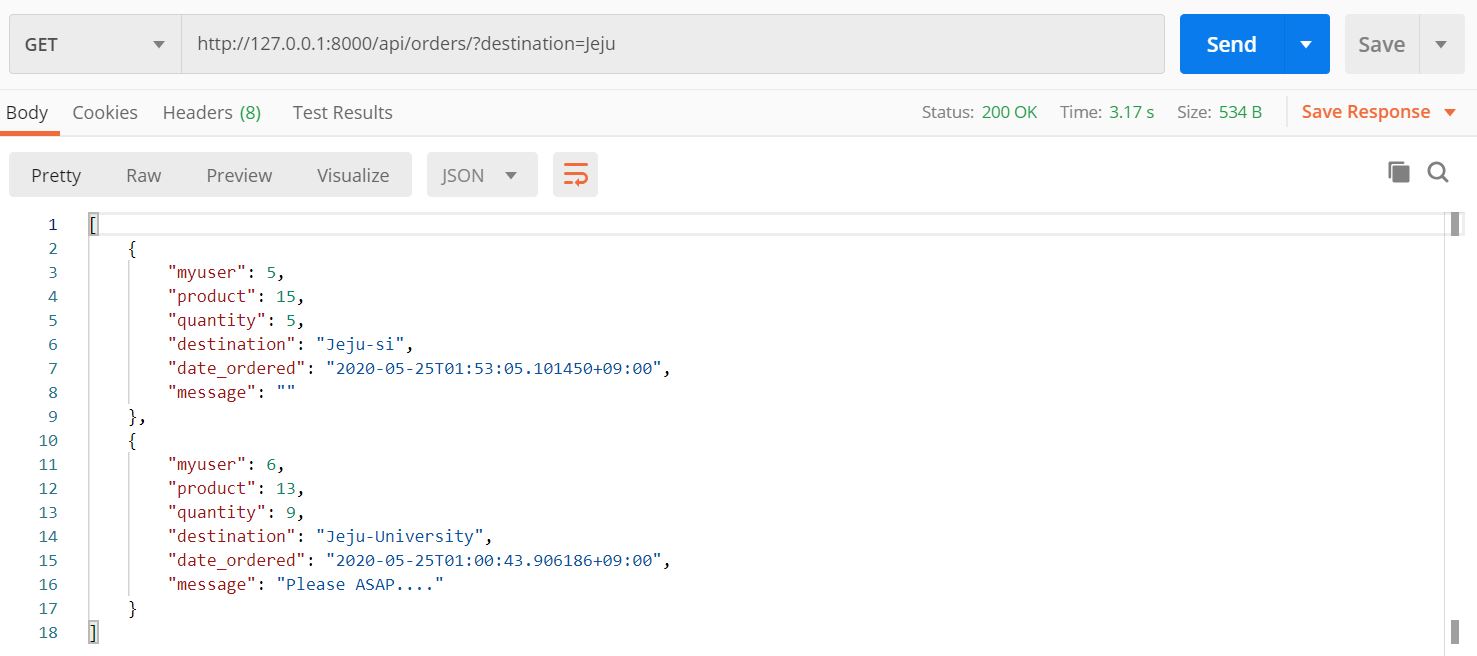 GET http://127.0.0.1:8000/api/orders/?destination=Jeju Send Save
Body Cookies Headers (8) Test Results Status: 200 OK Time: 3.17 s Size: 534 B Save Response
Pretty Raw Preview Visualize JSON
1 [
2 {
3 "myuser": 5,
4 "product": 15,
5 "quantity": 5,
6 "destination": "Jeju-si",
7 "date_ordered": "2020-05-25T01:53:05.101450+09:00",
8 "message": ""
9 },
10 {
11 "myuser": 6,
12 "product": 13,
13 "quantity": 9,
14 "destination": "Jeju-University",
15 "date_ordered": "2020-05-25T01:00:43.906186+09:00",
16 "message": "Please ASAP...."
17 }
18 ]